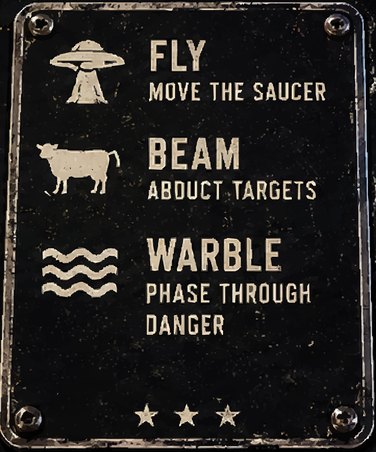 FLY
MOVE THE SAUCER
BEAM
ABDUCT TARGETS
WARBLE
PHASE THROUGH
DANGER